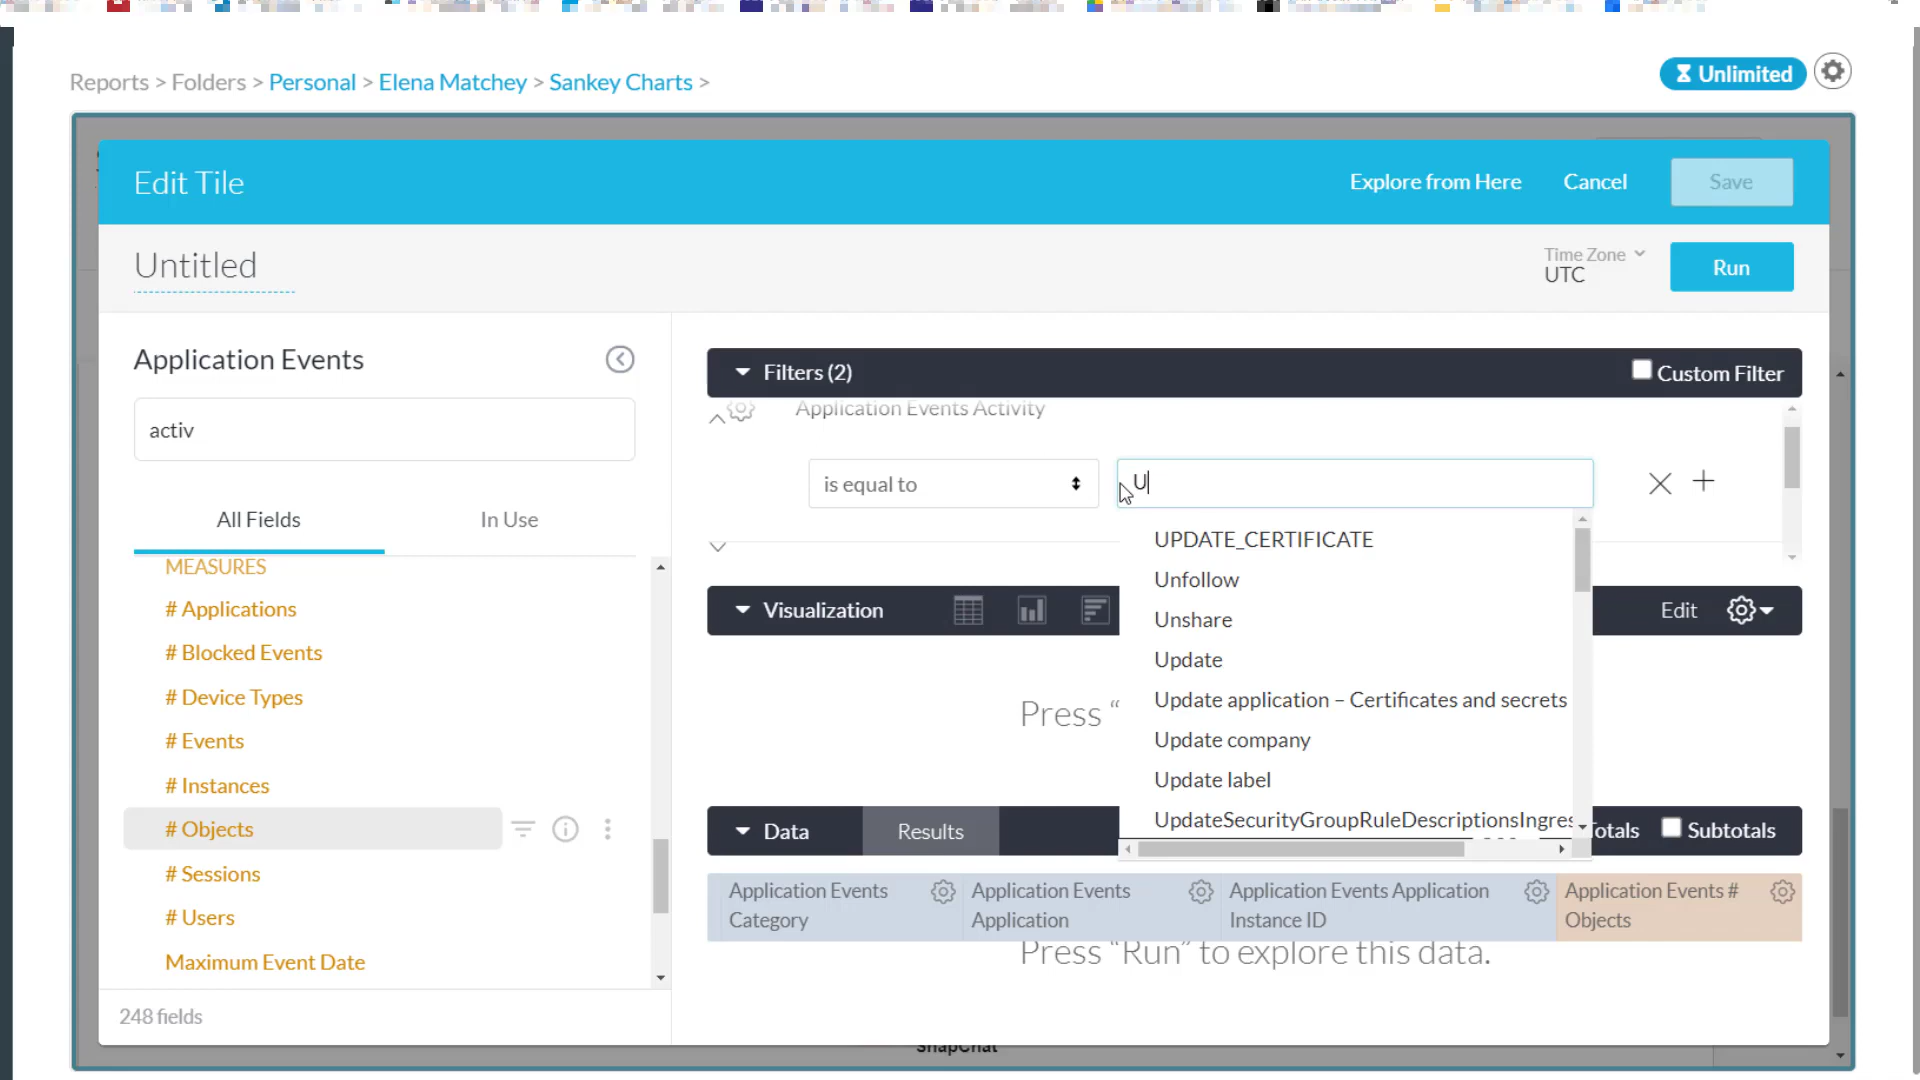 Reports > Folders > Personal > Elena Matchey > Sankey Charts >
Unlimited
Edit Tile
Explore from Here
Cancel
Save
Untitled
Time Zone
UTC
Run
Application Events
activ
All Fields
In Use
MEASURES
# Applications
# Blocked Events
# Device Types
# Events
# Instances
# Objects
# Sessions
# Users
Maximum Event Date
248 fields
Filters (2)
Custom Filter
Application Events Activity
is equal to
U
UPDATE_CERTIFICATE
Unfollow
Unshare
Update
Update application – Certificates and secrets
Update company
Update label
UpdateSecurityGroupRuleDescriptionsIngres
Visualization
Edit
Press “
Data
Results
Totals
Subtotals
Application Events
Category
Application Events
Application
Application Events Application
Instance ID
Application Events #
Objects
Press “Run” to explore this data.
SnapChat